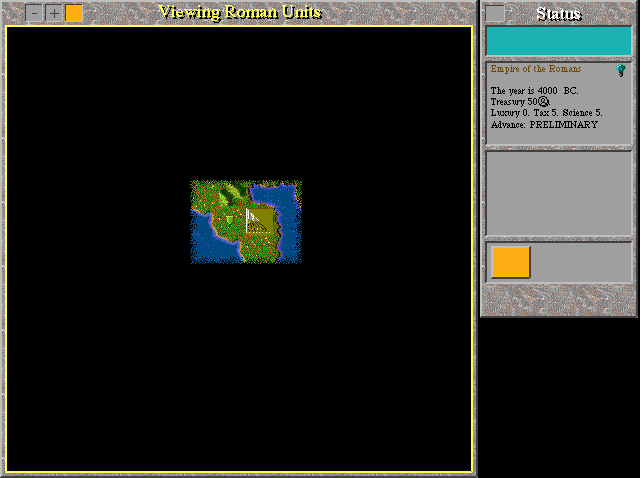 - +
Viewing Roman Units
Status
Empire of the Romans
The year is 4000 BC.
Treasury 50
Luxury 0. Tax 5. Science 5.
Advance: PRELIMINARY